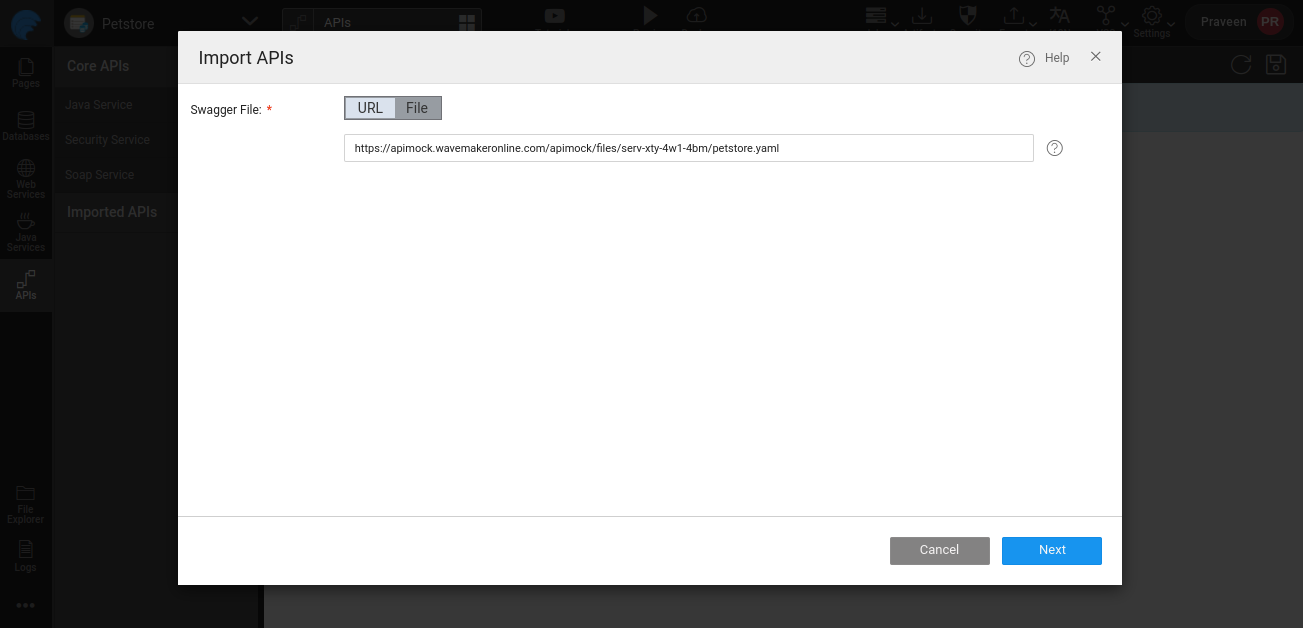 Petstore
APIs
Praveen
PR
Settings
Import APIs
Help
Core APIs
Pages
Swagger File: *
URL
File
Java Service
Databases
Security Service
https://apimock.wavemakeronline.com/apimock/files/serv-xty-4w1-4bm/petstore.yaml
Soap Service
Web
Services
Imported APIs
Java
Services
APIs
File
Explorer
Logs
Cancel
Next